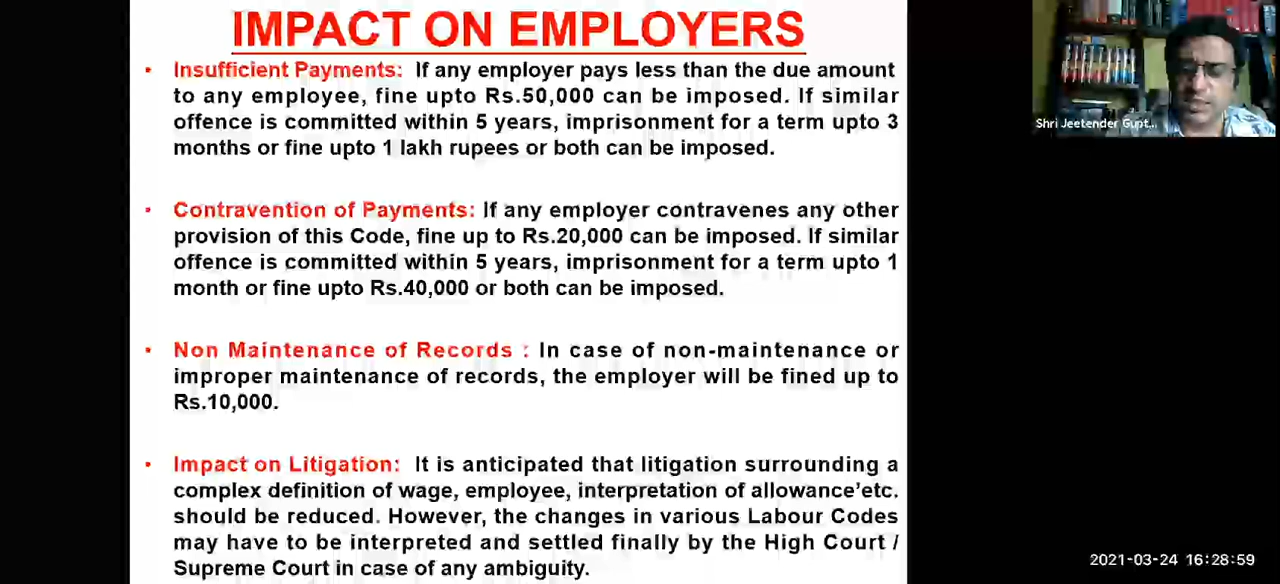 IMPACT ON EMPLOYERS
• Insufficient Payments: If any employer pays less than the due amount
to any employee, fine upto Rs.50,000 can be imposed. If similar
offence is committed within 5 years, imprisonment for a term upto 3
months or fine upto 1 lakh rupees or both can be imposed.
• Contravention of Payments: If any employer contravenes any other
provision of this Code, fine up to Rs.20,000 can be imposed. If similar
offence is committed within 5 years, imprisonment for a term upto 1
month or fine upto Rs.40,000 or both can be imposed.
• Non Maintenance of Records : In case of non-maintenance or
improper maintenance of records, the employer will be fined up to
Rs.10,000.
• Impact on Litigation: It is anticipated that litigation surrounding a
complex definition of wage, employee, interpretation of allowance’etc.
should be reduced. However, the changes in various Labour Codes
may have to be interpreted and settled finally by the High Court /
Supreme Court in case of any ambiguity.
Shri Jeetender Gupt...
2021-03-24 16:28:59